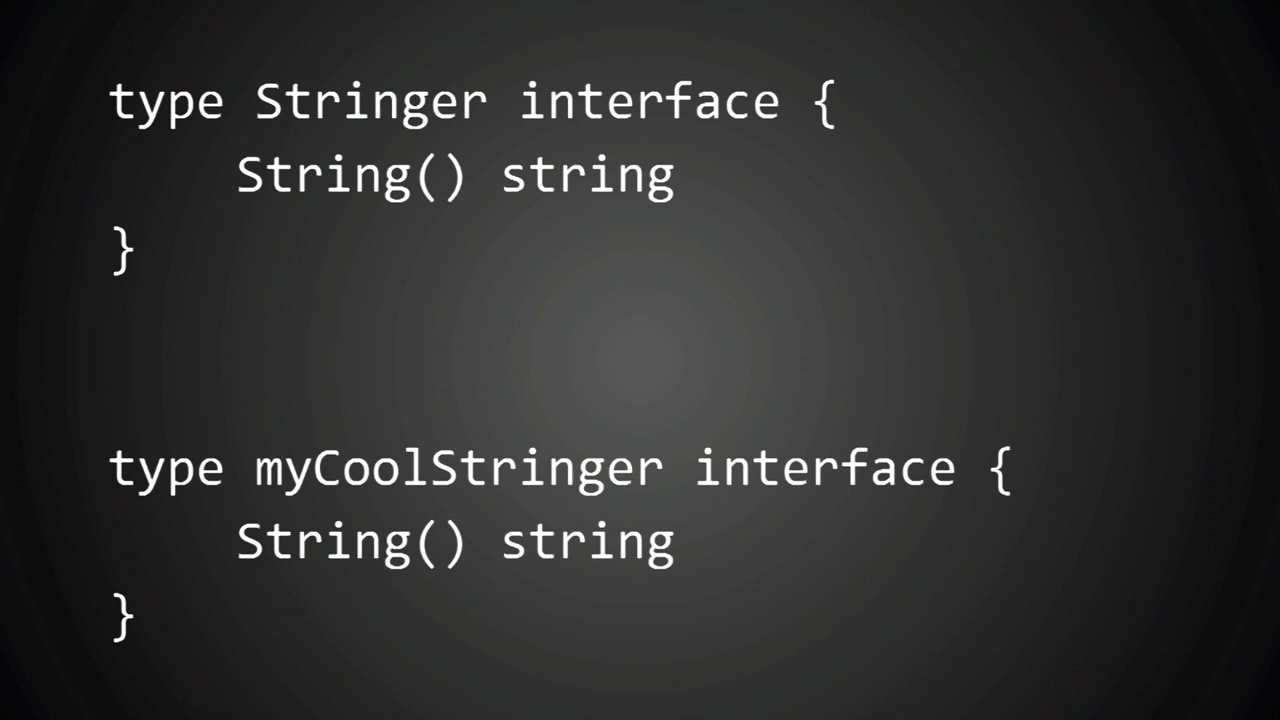 type Stringer interface {
String() string
}
type myCoolStringer interface {
String() string
}